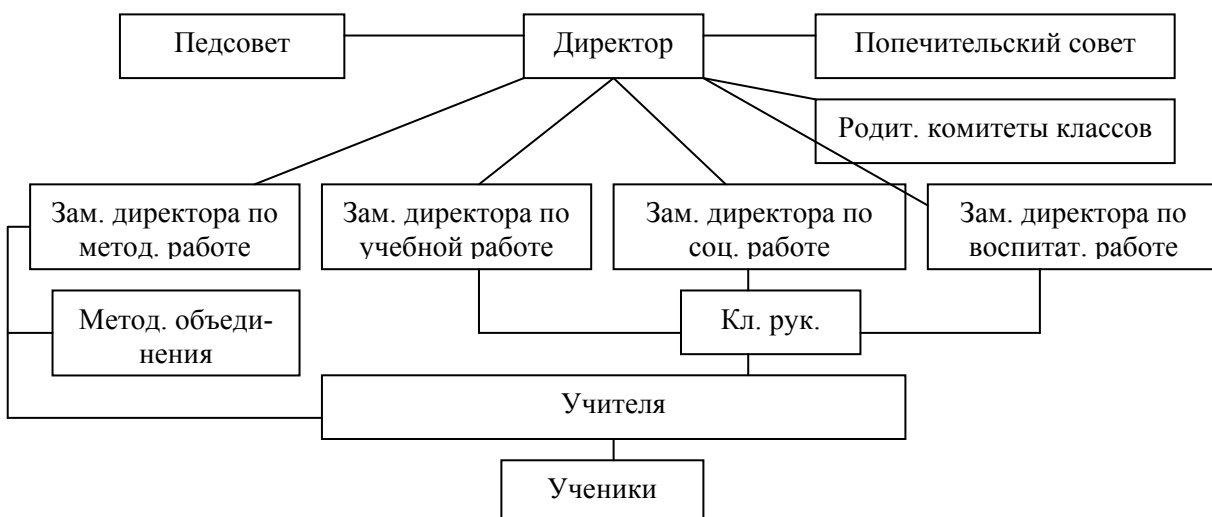 Педсовет
Директор
Попечительский совет
Родит. комитеты классов
Зам. директора по
метод. работе
Зам. директора по
учебной работе
Зам. директора по
соц. работе
Зам. директора по
воспитат. работе
Метод. объеди-
нения
Кл. рук.
Учителя
Ученики